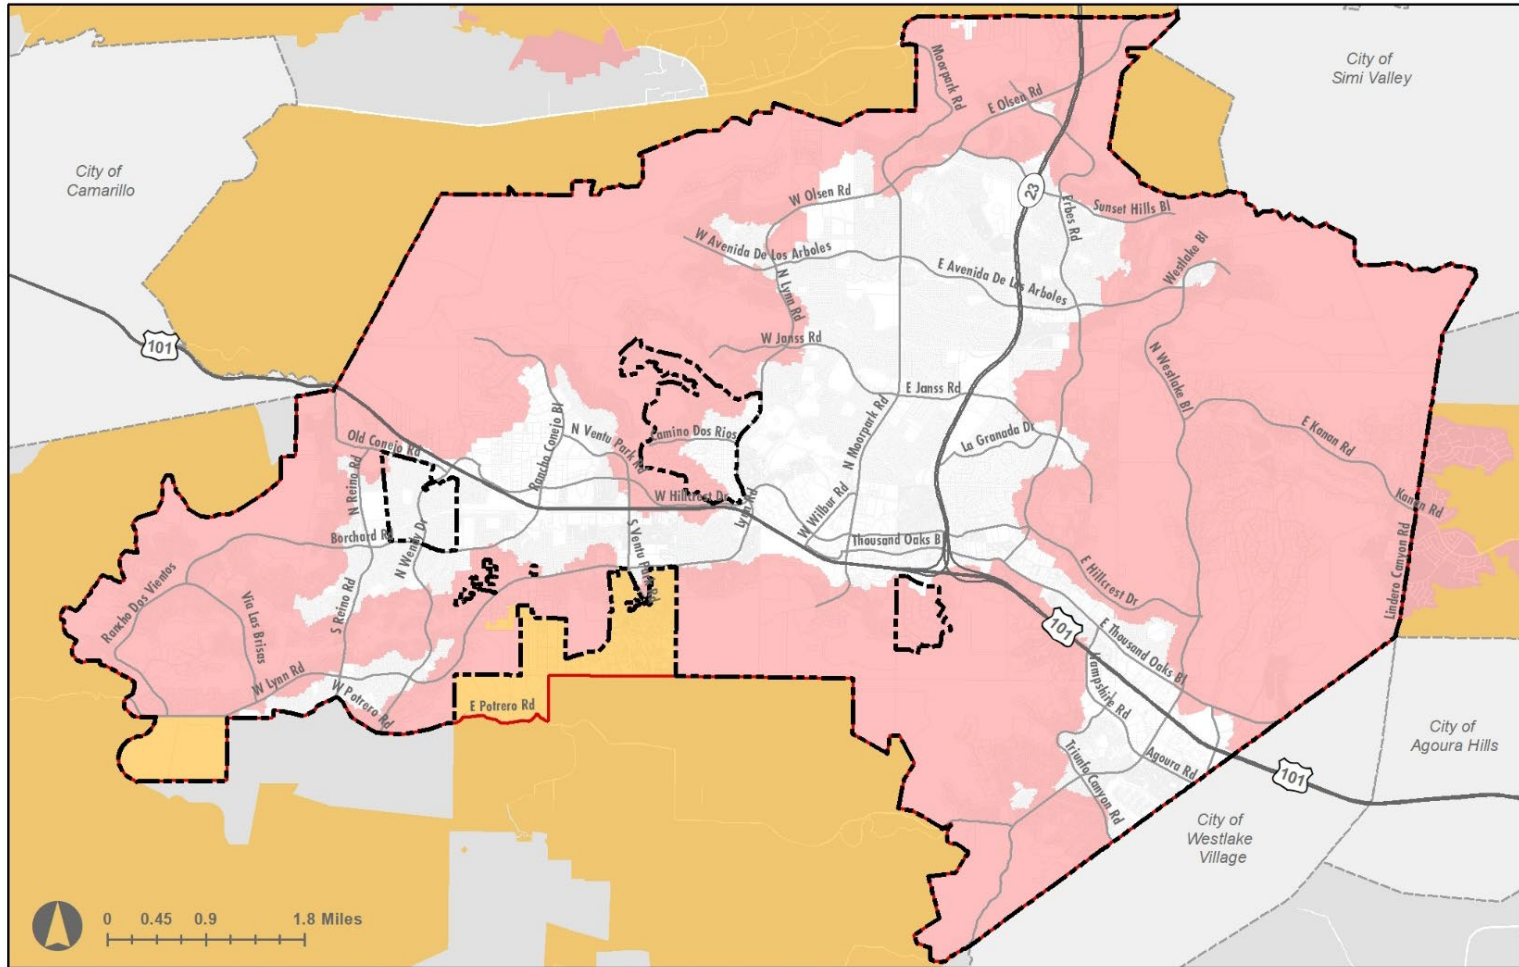 City of
Simi Valley
Moorpark Rd
E Olsen Rd
City of
Camarillo
23
W Olsen Rd
Erbes Rd
Sunset Hills Bl
W Avenida De Los Arboles
E Avenida De Los Arboles
Westlake Bl
N Lynn Rd
101
W Janss Rd
N Westlake Bl
E Janss Rd
E Kanan Rd
Rancho Conejo Bl
N Ventu Park Rd
Camino Dos Rios
N Moorpark Rd
La Granada Dr
Old Conejo Rd
N Reino Rd
W Hillcrest Dr
Lynn Rd
W Wilbur Rd
Kanan Rd
Borchard Rd
N Wendy Dr
S Ventu Park Rd
Thousand Oaks B
Lindero Canyon Rd
Rancho Dos Vientos
Via Las Brisas
S Reino Rd
E Hillcrest Dr
101
E Thousand Oaks Bl
W Lynn Rd
W Potrero Rd
E Potrero Rd
Hampshire Rd
Triunfo Canyon Rd
Agoura Rd
City of
Agoura Hills
101
City of
Westlake
Village
0 0.45 0.9 1.8 Miles